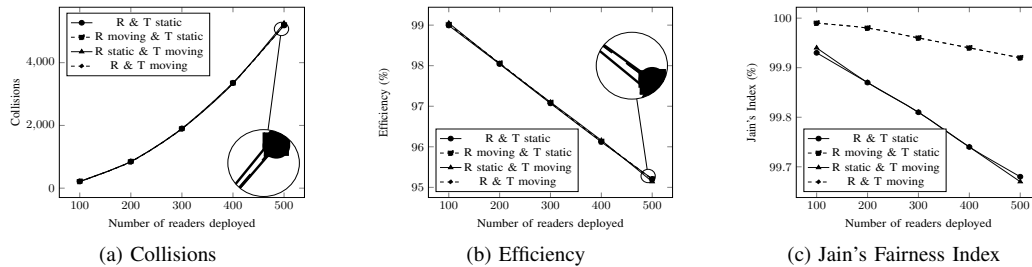 R & T static
R moving & T static
R static & T moving
R & T moving
4,000
2,000
0
100 200 300 400 500
Collisions
Number of readers deployed
(a) Collisions
99
98
97
96
95
100 200 300 400 500
Efficiency (%)
R & T static
R moving & T static
R static & T moving
R & T moving
Number of readers deployed
(b) Efficiency
100
99.9
99.8
99.7
100 200 300 400 500
Jain's Index (%)
R & T static
R moving & T static
R static & T moving
R & T moving
Number of readers deployed
(c) Jain's Fairness Index